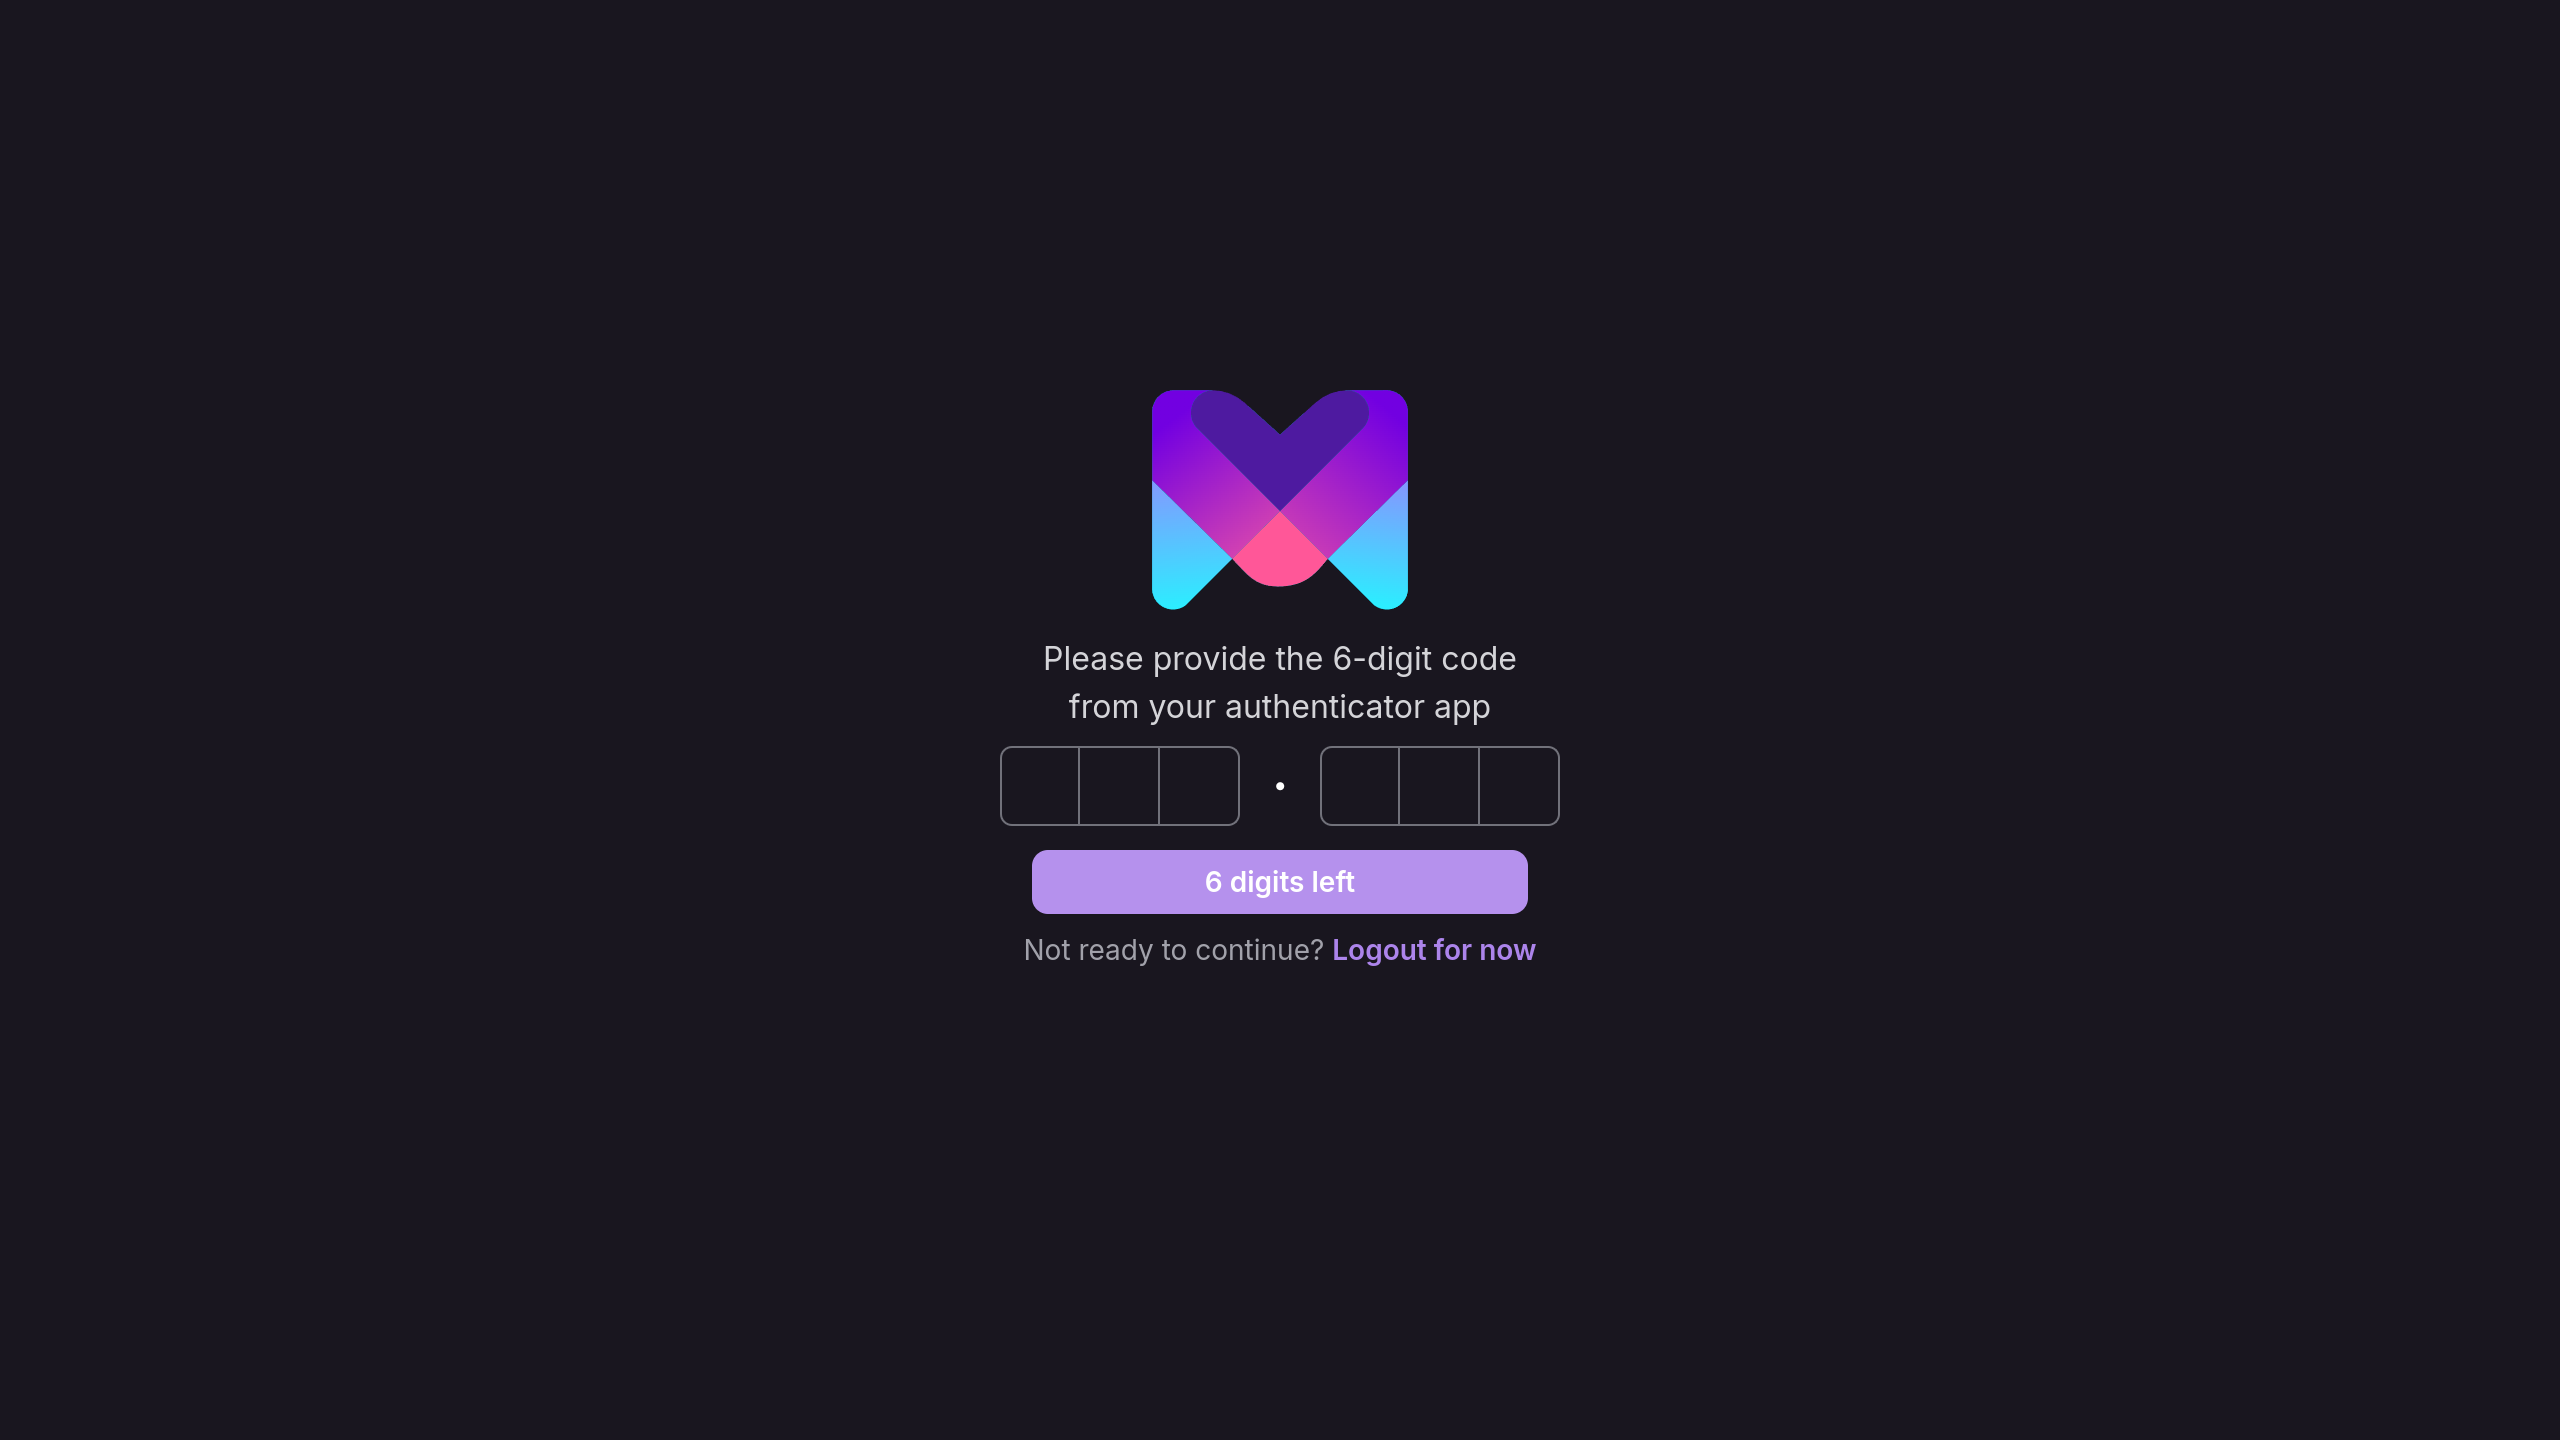 Please provide the 6-digit code
from your authenticator app
6 digits left
Not ready to continue? Logout for now